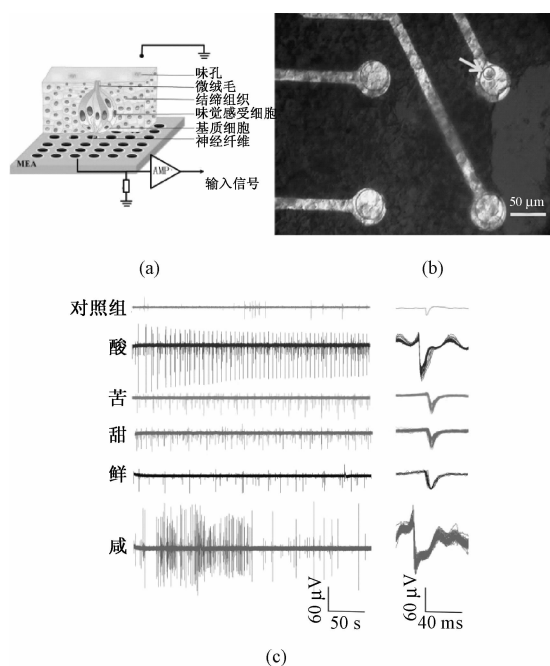 味孔
微绒毛
结缔组织
味觉感受细胞
基质细胞
神经纤维
MEA
AMP
输入信号
50 μm
(a)
(b)
对照组
酸
苦
甜
鲜
咸
60 μV
50 s
60 μV
40 ms
(c)